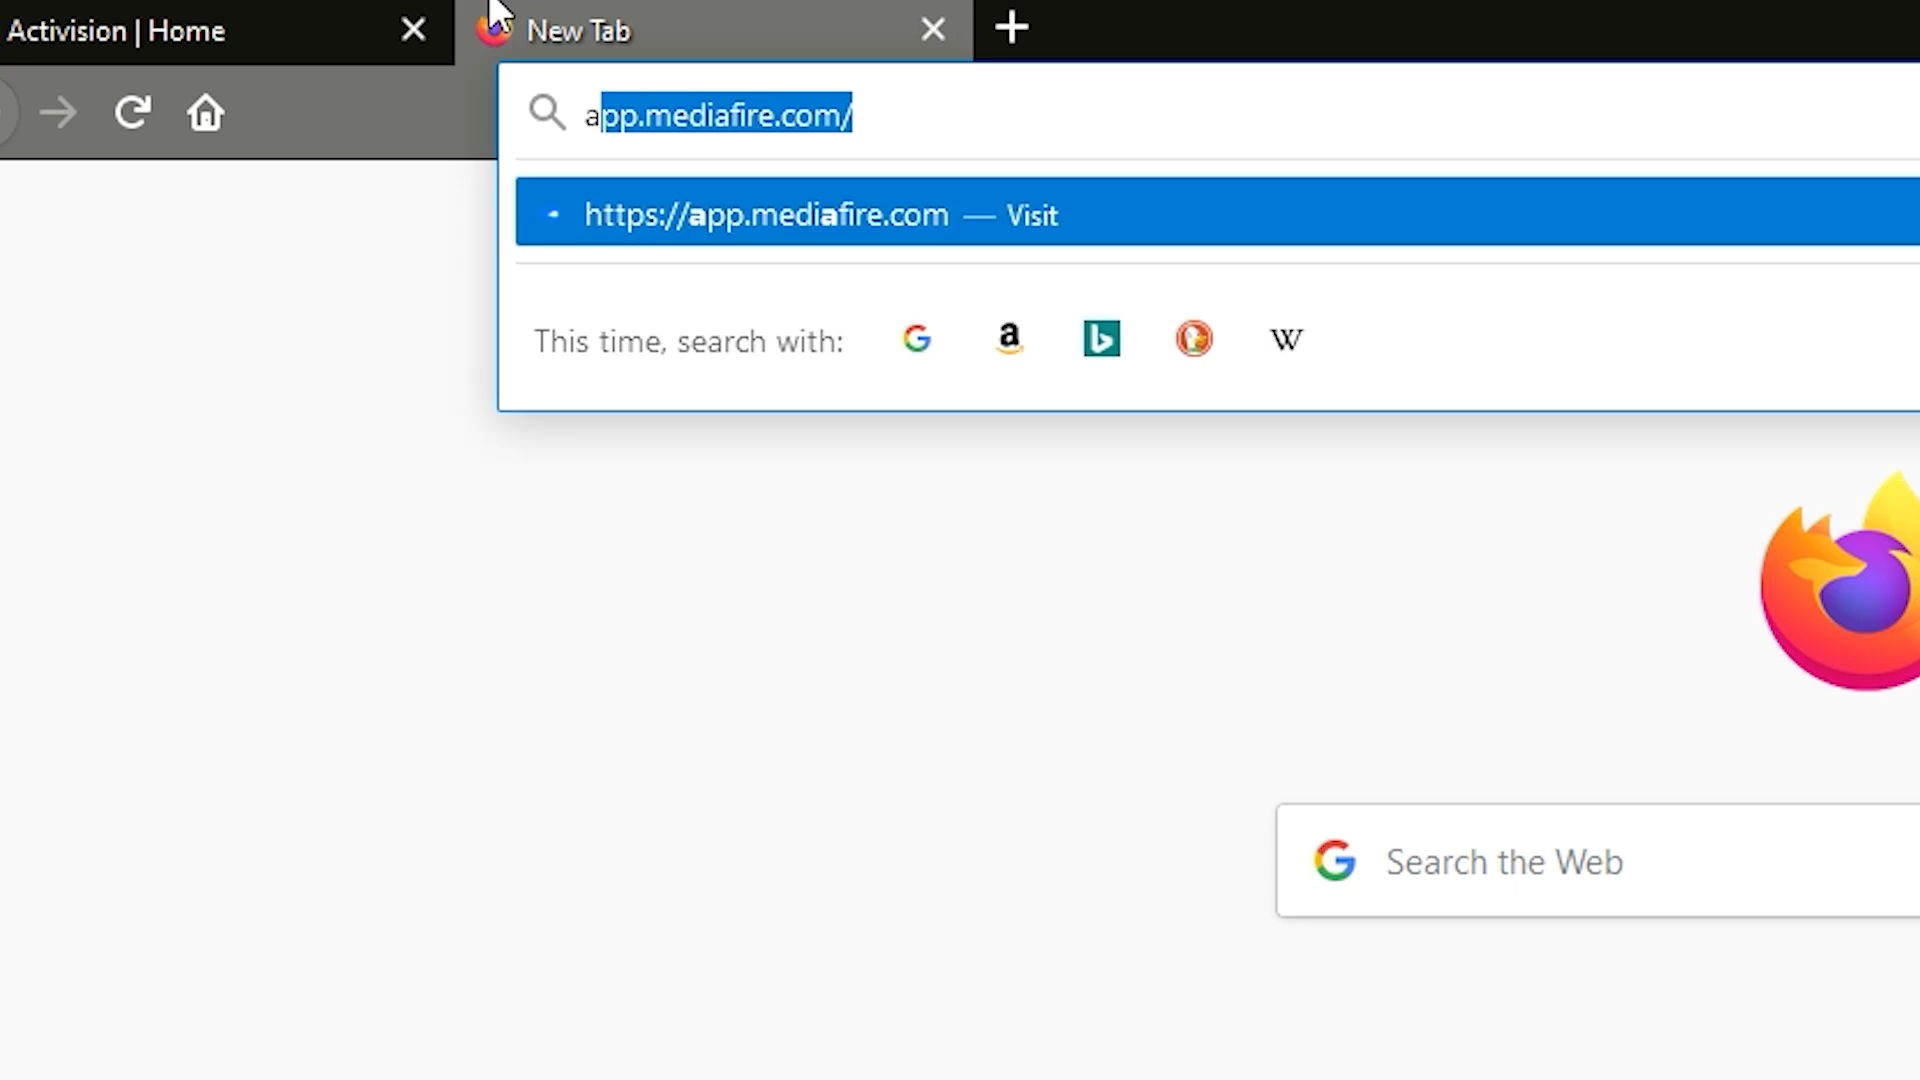 Activision | Home
New Tab
app.mediafire.com/
https://app.mediafire.com — Visit
This time, search with:
Search the Web